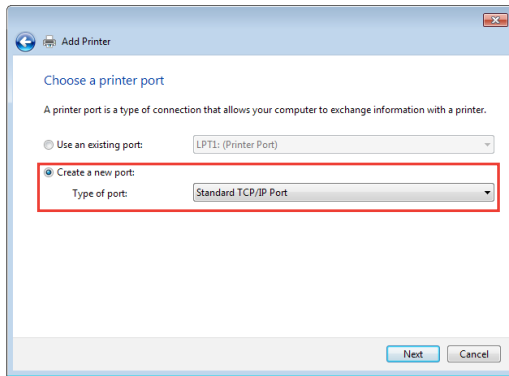 Add Printer
Choose a printer port
A printer port is a type of connection that allows your computer to exchange information with a printer.
Use an existing port: LPT1: (Printer Port)
Create a new port:
Type of port: Standard TCP/IP Port
Next Cancel